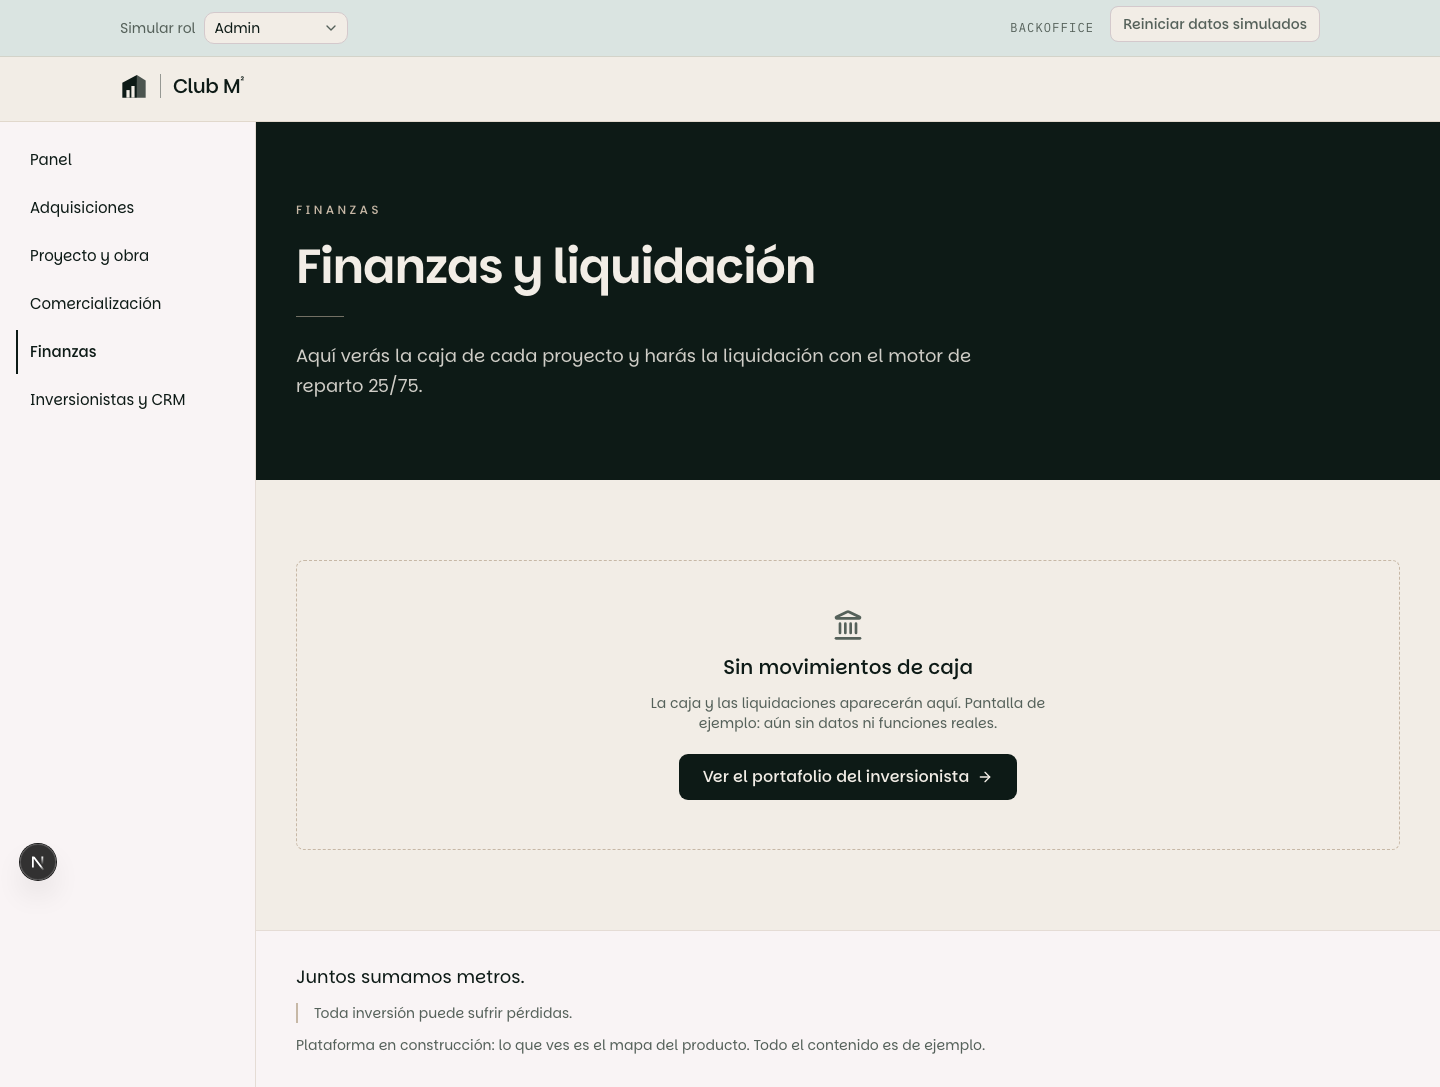 Simular rol
Admin
BACKOFFICE
Reiniciar datos simulados
Club M²
Panel
Adquisiciones
Proyecto y obra
Comercialización
Finanzas
Inversionistas y CRM
FINANZAS
Finanzas y liquidación
Aquí verás la caja de cada proyecto y harás la liquidación con el motor de
reparto 25/75.
Sin movimientos de caja
La caja y las liquidaciones aparecerán aquí. Pantalla de
ejemplo: aún sin datos ni funciones reales.
Ver el portafolio del inversionista →
N
Juntos sumamos metros.
Toda inversión puede sufrir pérdidas.
Plataforma en construcción: lo que ves es el mapa del producto. Todo el contenido es de ejemplo.